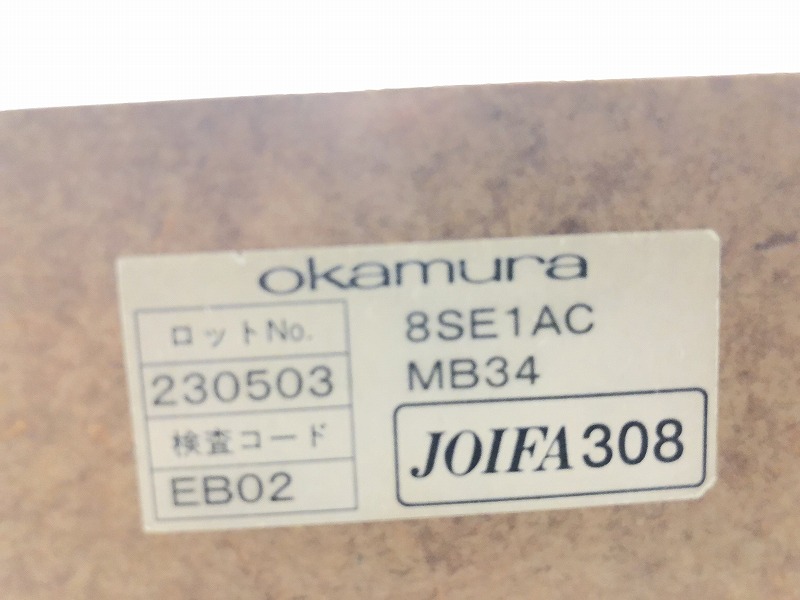 okamura
ロットNo.
230503
検査コード
EB02
8SE1AC
MB34
JOIFA308